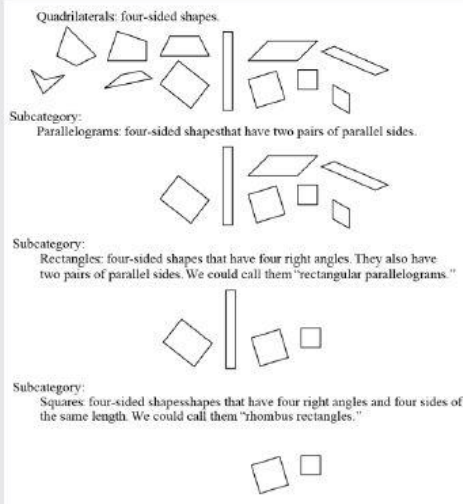 Quadrilaterals: four-sided shapes.
Subcategory:
Parallelograms: four-sided shapesthat have two pairs of parallel sides.
Subcategory:
Rectangles: four-sided shapes that have four right angles. They also have
two pairs of parallel sides. We could call them “rectangular parallelograms.”
Subcategory:
Squares: four-sided shapesshapes that have four right angles and four sides of
the same length. We could call them “rhombus rectangles.”